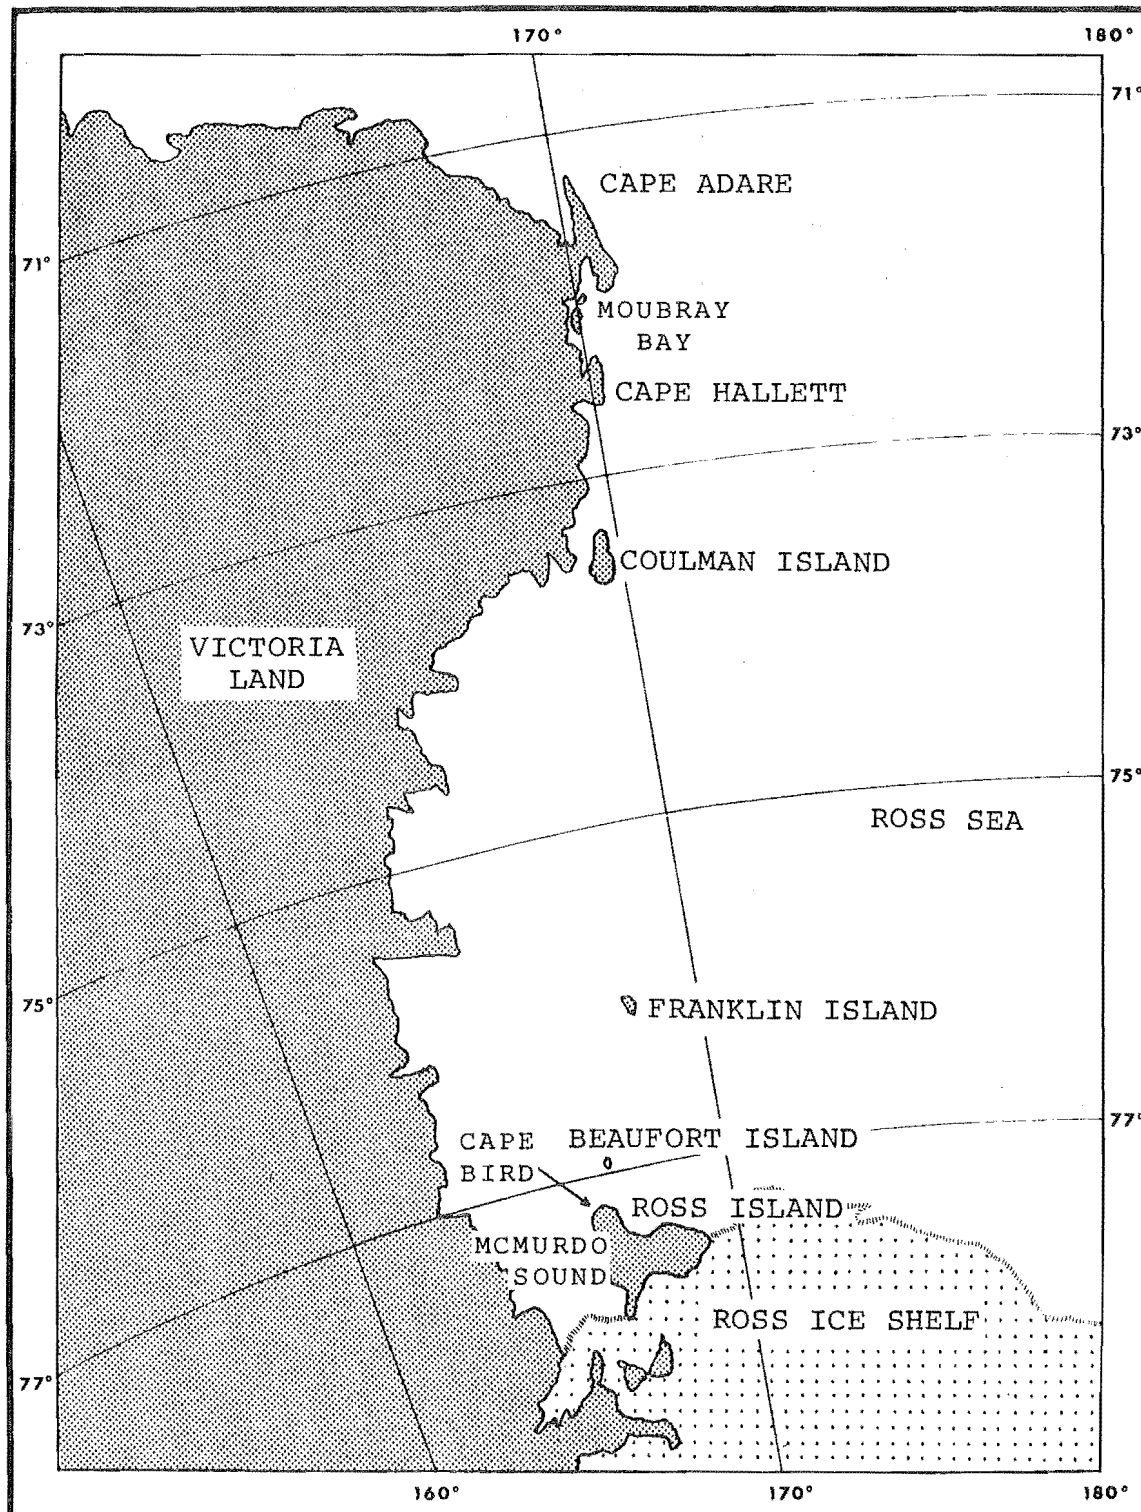 170°
180°
71°
CAPE ADARE
71°
MOUBRAY
BAY
CAPE HALLETT
73°
COULMAN ISLAND
73°
VICTORIA
LAND
75°
ROSS SEA
75°
FRANKLIN ISLAND
77°
CAPE
BIRD
BEAUFORT ISLAND
ROSS ISLAND
MCMURDO
SOUND
ROSS ICE SHELF
77°
160°
170°
180°